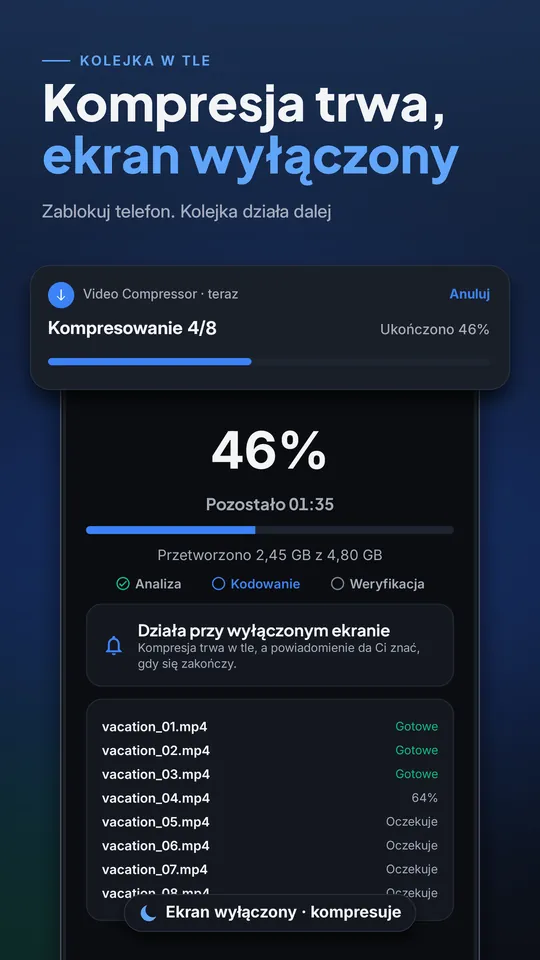 KOLEJKA W TLE
Kompresja trwa,
ekran wyłączony
Zablokuj telefon. Kolejka działa dalej
Video Compressor · teraz Anuluj
Kompresowanie 4/8 Ukończono 46%
46%
Pozostało 01:35
Przetworzono 2,45 GB z 4,80 GB
Analiza Kodowanie Weryfikacja
Działa przy wyłączonym ekranie
Kompresja trwa w tle, a powiadomienie da Ci znać,
gdy się zakończy.
vacation_01.mp4 Gotowe
vacation_02.mp4 Gotowe
vacation_03.mp4 Gotowe
vacation_04.mp4 64%
vacation_05.mp4 Oczekuje
vacation_06.mp4 Oczekuje
vacation_07.mp4 Oczekuje
vacation_08.mp4 Oczekuje
Ekran wyłączony · kompresuje